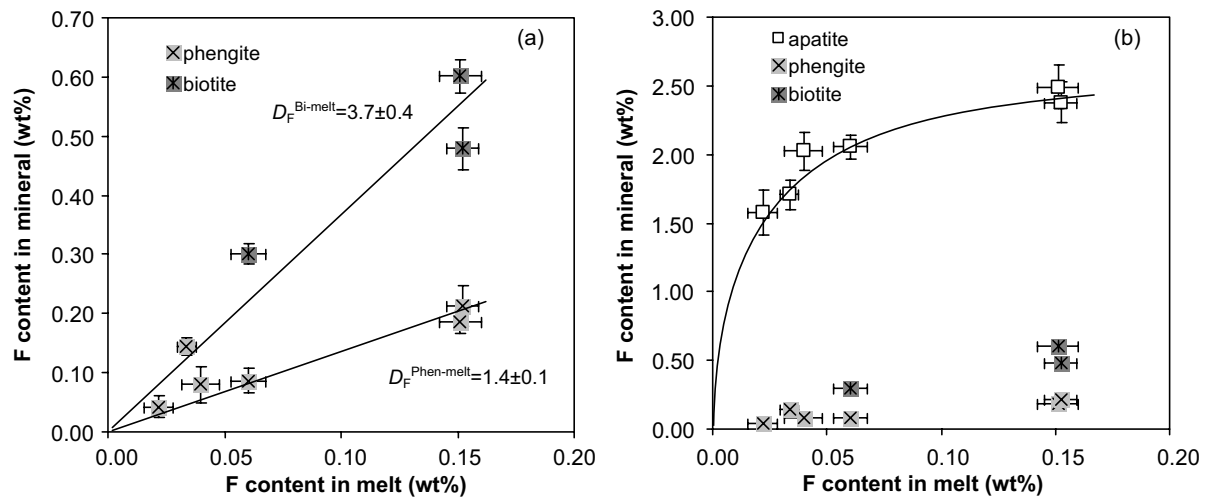 (a)
phengite
biotite
D_F^Bi-melt=3.7±0.4
D_F^Phen-melt=1.4±0.1
0.70
0.60
0.50
0.40
0.30
0.20
0.10
0.00
F content in mineral (wt%)
0.00 0.05 0.10 0.15 0.20
F content in melt (wt%)
(b)
apatite
phengite
biotite
3.00
2.50
2.00
1.50
1.00
0.50
0.00
F content in mineral (wt%)
0.00 0.05 0.10 0.15 0.20
F content in melt (wt%)